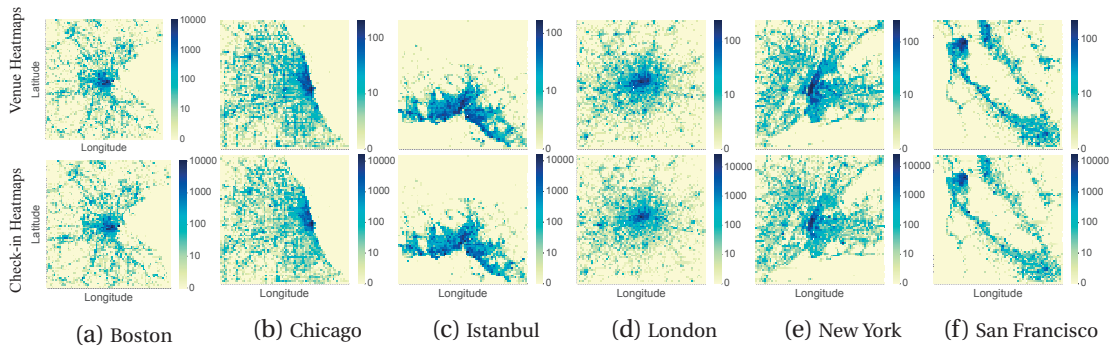 Venue Heatmaps
Latitude
Longitude
10000
1000
100
10
0
100
10
0
100
10
0
100
10
0
100
10
0
100
10
0
Check-in Heatmaps
Latitude
Longitude
10000
1000
100
10
0
Longitude
10000
1000
100
10
0
Longitude
10000
1000
100
10
0
Longitude
10000
1000
100
10
0
Longitude
10000
1000
100
10
0
Longitude
10000
1000
100
10
0
(a) Boston
(b) Chicago
(c) Istanbul
(d) London
(e) New York
(f) San Francisco